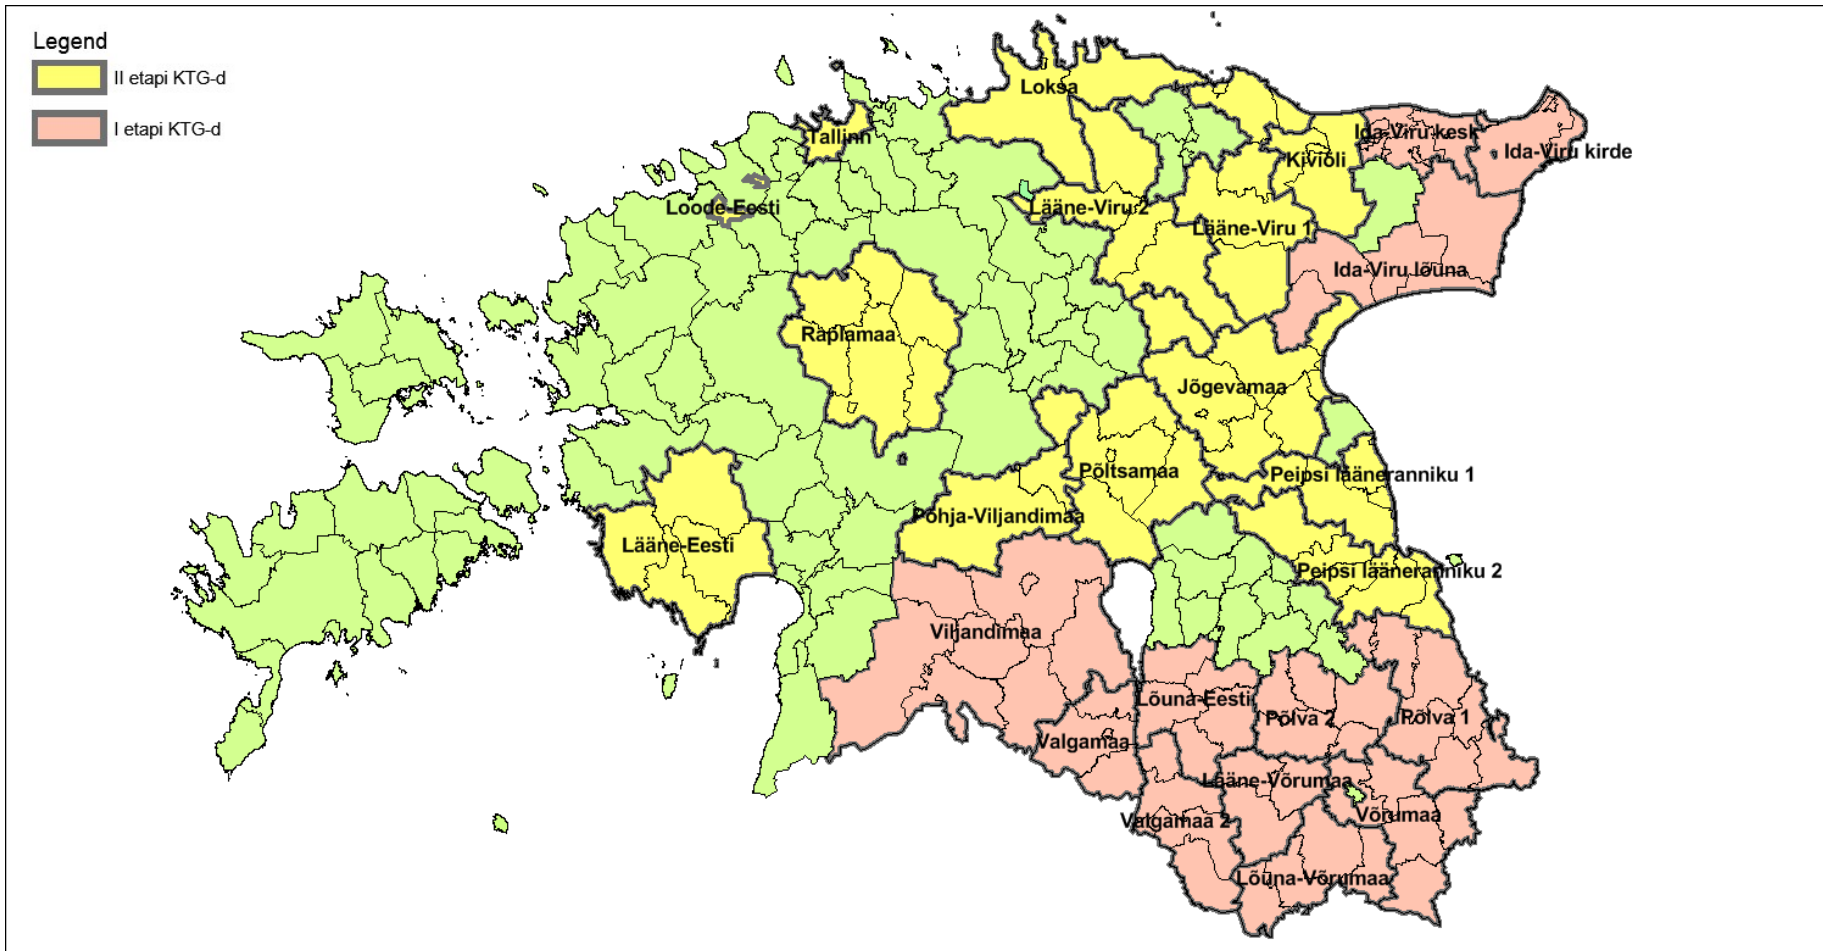 Legend
II etapi KTG-d
I etapi KTG-d
Loksa
Tallinn
Ida-Viru kesk
Ida-Viru kirde
Kiviõli
Loode-Eesti
Lääne-Viru 2
Lääne-Viru 1
Ida-Viru lõuna
Raplamaa
Jõgevamaa
Põltsamaa
Peipsi lääneranniku 1
Põhja-Viljandimaa
Lääne-Eesti
Peipsi lääneranniku 2
Viljandimaa
Lõuna-Eesti
Põlva 2
Põlva 1
Valgamaa
Lääne-Võrumaa
Valgamaa 2
Võrumaa
Lõuna-Võrumaa